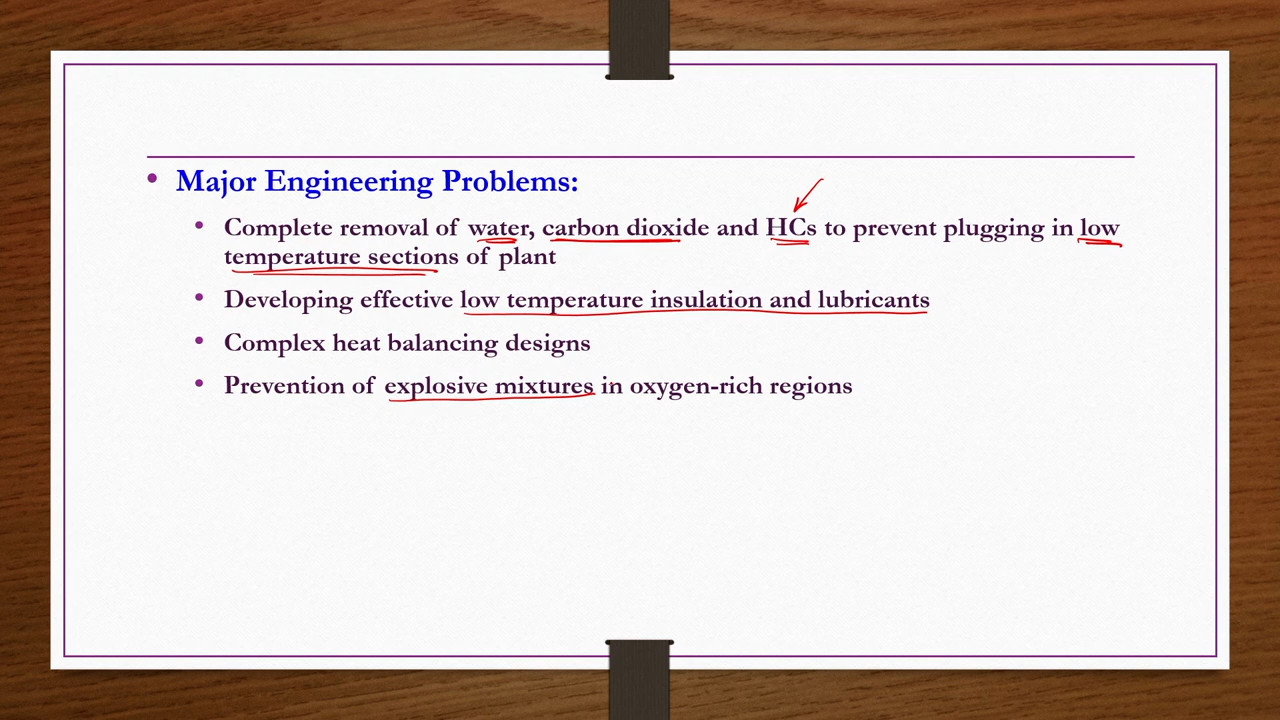 • Major Engineering Problems:
• Complete removal of water, carbon dioxide and HCs to prevent plugging in low
temperature sections of plant
• Developing effective low temperature insulation and lubricants
• Complex heat balancing designs
• Prevention of explosive mixtures in oxygen-rich regions